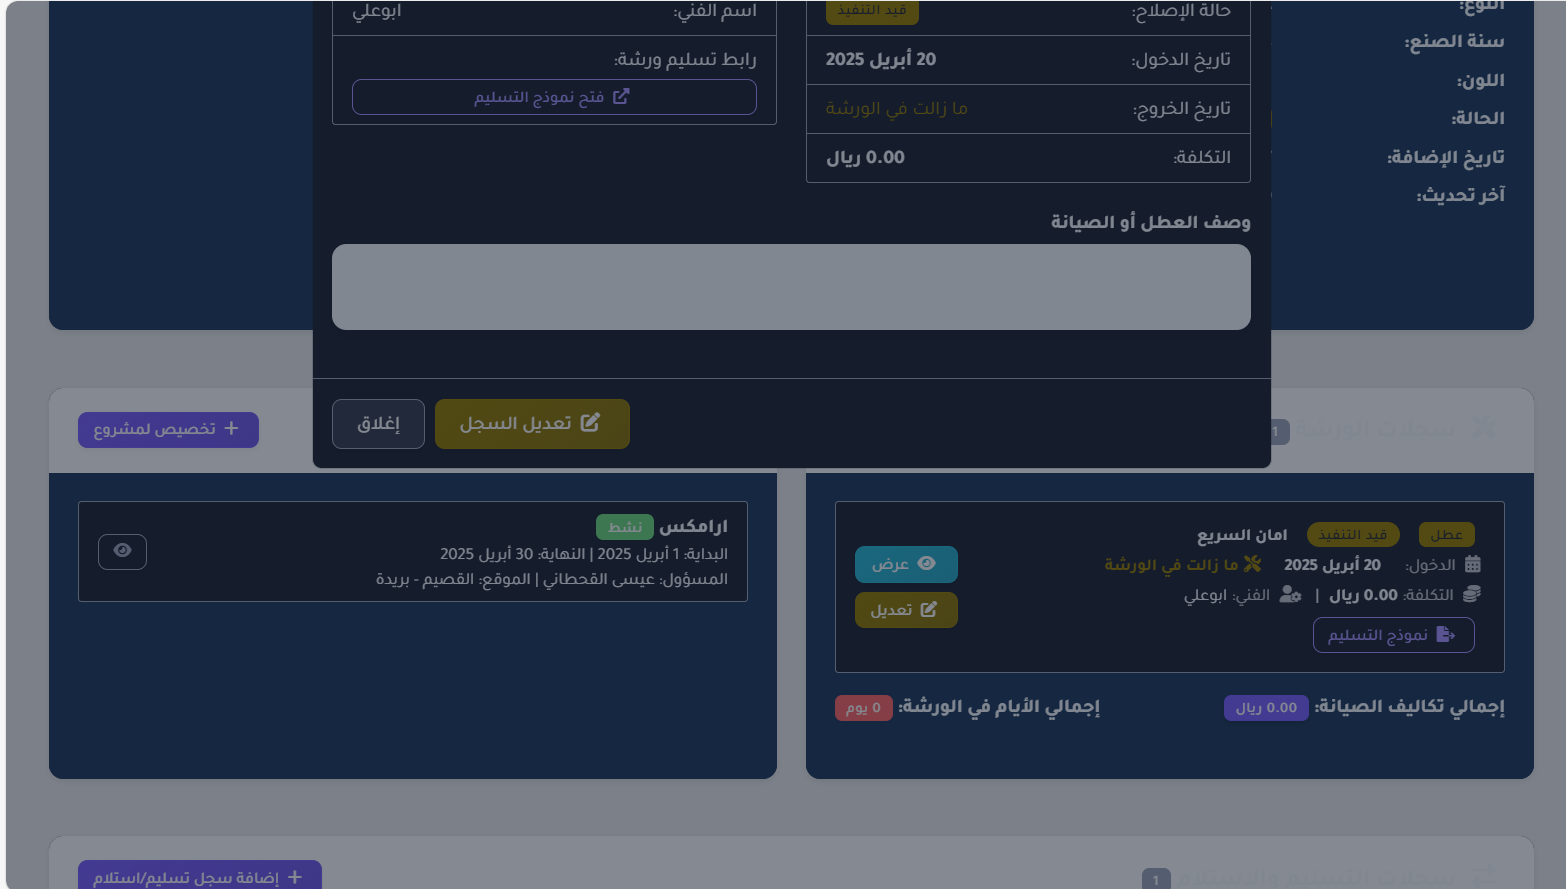 النوع:
سنة الصنع:
اللون:
الحالة:
تاريخ الإضافة:
آخر تحديث:
حالة الإصلاح: قيد التنفيذ
تاريخ الدخول: 20 أبريل 2025
تاريخ الخروج: ما زالت في الورشة
التكلفة: 0.00 ريال
اسم الفني: ابوعلي
رابط تسليم ورشة:
فتح نموذج التسليم
وصف العطل أو الصيانة
تعديل السجل
إغلاق
سجلات الورشة 1
عطل قيد التنفيذ امان السريع
الدخول: 20 أبريل 2025 ما زالت في الورشة
التكلفة: 0.00 ريال | الفني: ابوعلي
نموذج التسليم
عرض
تعديل
إجمالي تكاليف الصيانة: 0.00 ريال
إجمالي الأيام في الورشة: 0 يوم
تخصيص لمشروع
ارامكس نشط
البداية: 1 أبريل 2025 | النهاية: 30 أبريل 2025
المسؤول: عيسى القحطاني | الموقع: القصيم - بريدة
سجلات التسليم والاستلام 1
إضافة سجل تسليم/استلام